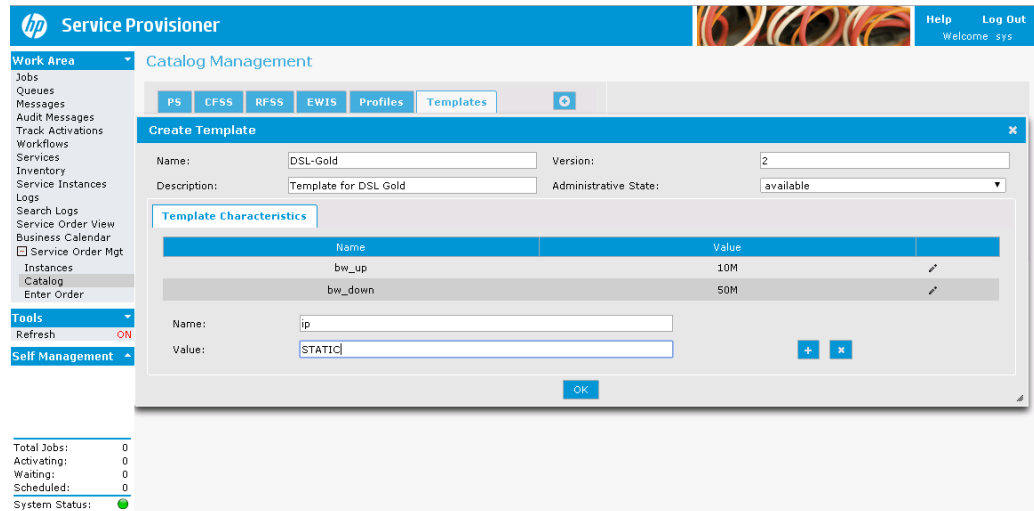 hp Service Provisioner
Help Log Out
Welcome sys
Work Area
Jobs
Queues
Messages
Audit Messages
Track Activations
Workflows
Services
Inventory
Service Instances
Logs
Search Logs
Service Order View
Business Calendar
Service Order Mgt
Instances
Catalog
Enter Order
Tools
Refresh ON
Self Management
Total Jobs: 0
Activating: 0
Waiting: 0
Scheduled: 0
System Status:
Catalog Management
PS CFSS RFSS EWIS Profiles Templates
Create Template
Name: DSL-Gold Version: 2
Description: Template for DSL Gold Administrative State: available
Template Characteristics
Name Value
bw_up 10M
bw_down 50M
Name: ip
Value: STATIC
OK